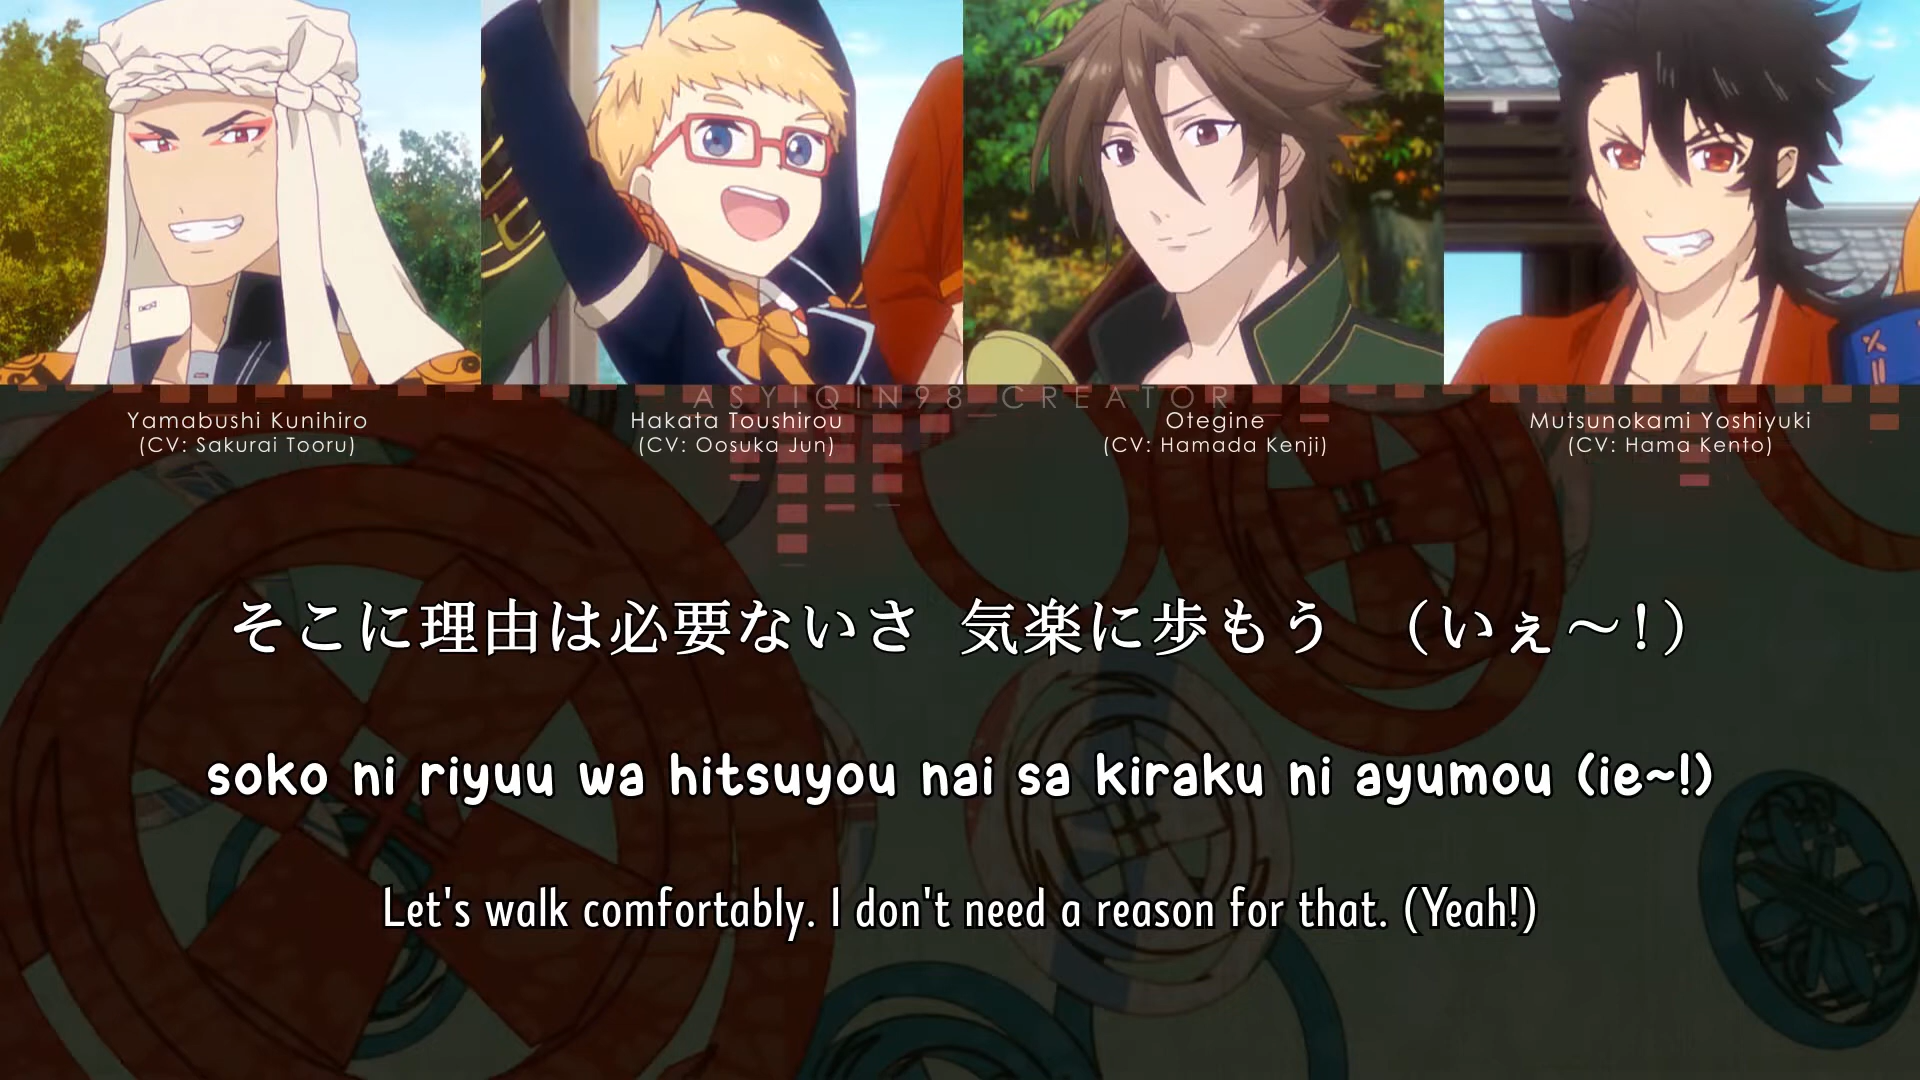 ASYIQIN98_CREATOR
Yamabushi Kunihiro
(CV: Sakurai Tooru)
Hakata Toushirou
(CV: Oosuka Jun)
Otegine
(CV: Hamada Kenji)
Mutsunokami Yoshiyuki
(CV: Hama Kento)
そこに理由は必要ないさ 気楽に歩もう （いぇ～!）
soko ni riyuu wa hitsuyou nai sa kiraku ni ayumou (ie~!)
Let's walk comfortably. I don't need a reason for that. (Yeah!)